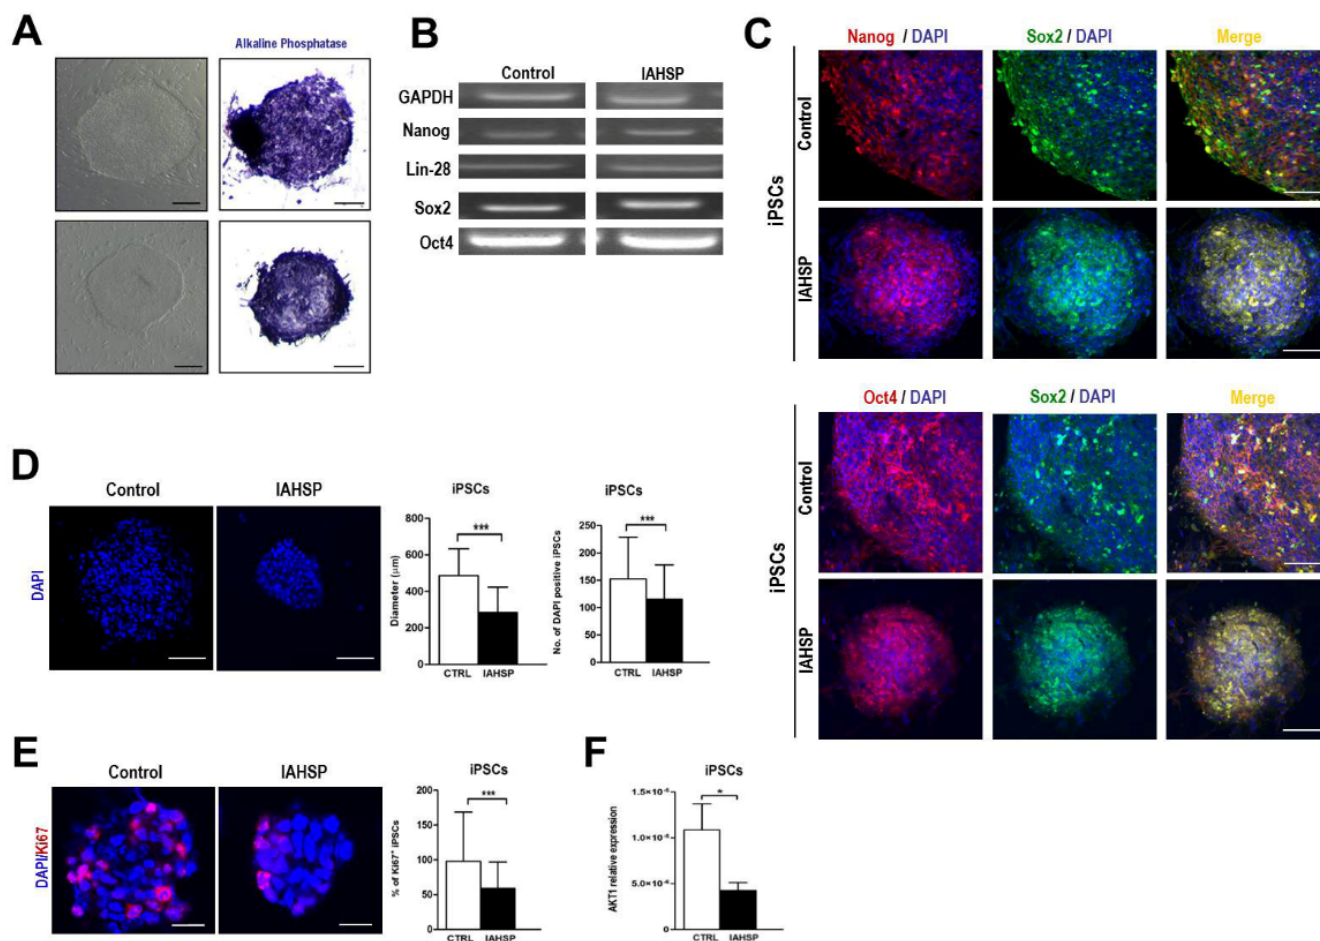 A
Alkaline Phosphatase
B
Control IAHSP
GAPDH
Nanog
Lin-28
Sox2
Oct4
C
Nanog / DAPI Sox2 / DAPI Merge
iPSCs
Control
IAHSP
Oct4 / DAPI Sox2 / DAPI Merge
iPSCs
Control
IAHSP
D
Control IAHSP
DAPI
iPSCs
Diameter (µm)
800
600
400
200
0
***
CTRL IAHSP
iPSCs
No. of DAPI positive iPSCs
250
200
150
100
50
0
***
CTRL IAHSP
E
Control IAHSP
DAPI/Ki67
iPSCs
% of Ki67⁺ iPSCs
200
150
100
50
0
***
CTRL IAHSP
F
iPSCs
AKT1 relative expression
0
*
CTRL IAHSP